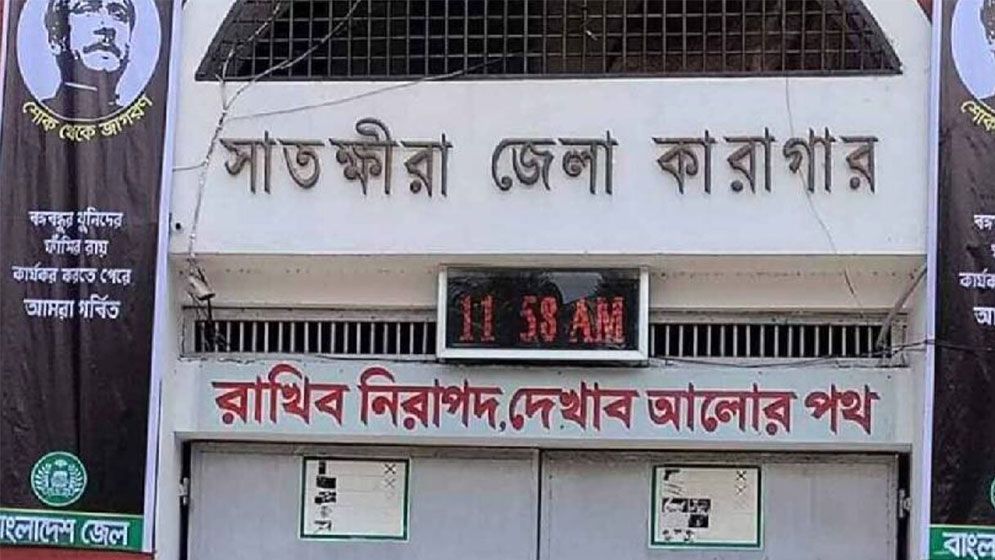 শোক থেকে জাগরণ
বঙ্গবন্ধুর খুনিদের
ফাঁসির রায়
কার্যকর করতে পেরে
আমরা গর্বিত
বাংলাদেশ জেল
সাতক্ষীরা জেলা কারাগার
11 58 AM
রাখিব নিরাপদ,দেখাব আলোর পথ
শোক